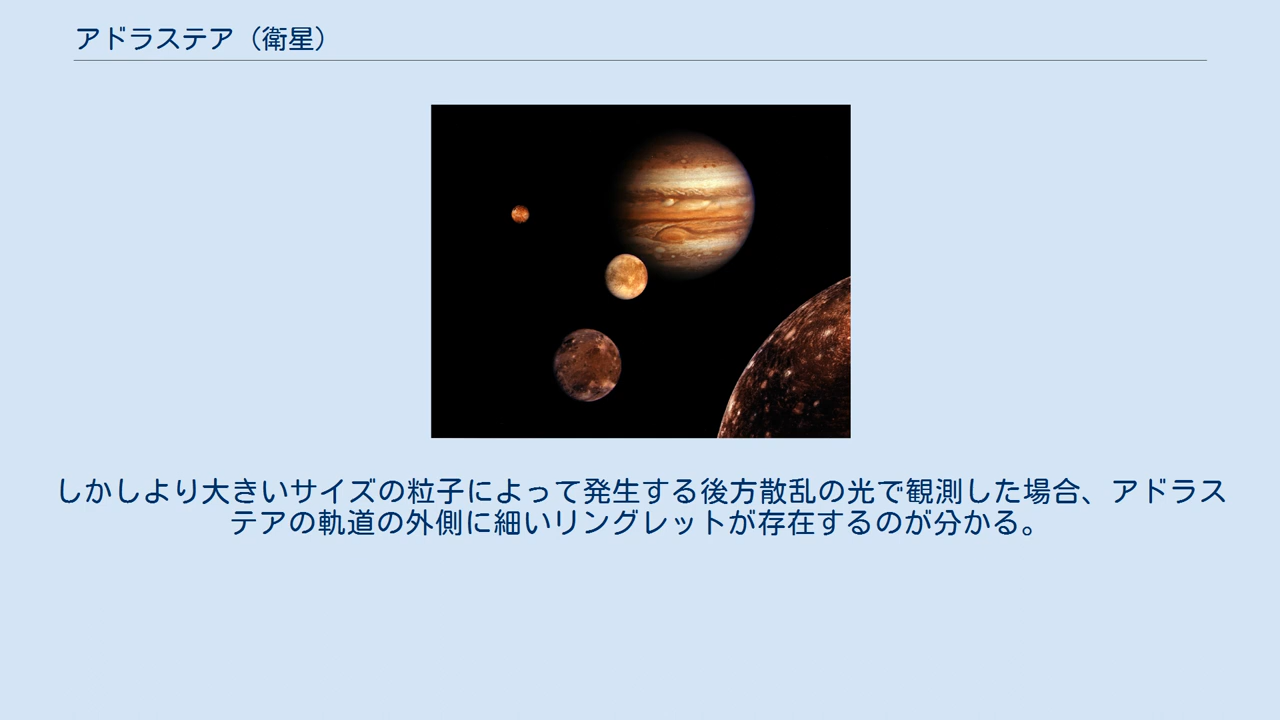 アドラステア（衛星）
しかしより大きいサイズの粒子によって発生する後方散乱の光で観測した場合、アドラス
テアの軌道の外側に細いリングレットが存在するのが分かる。